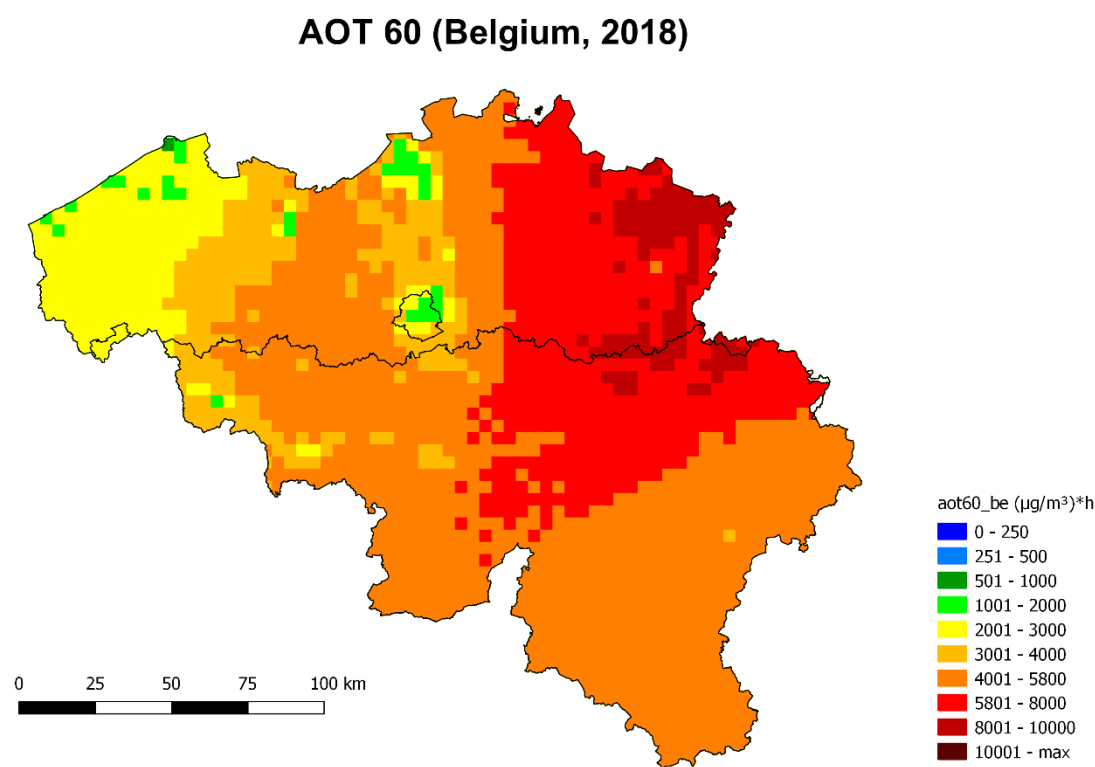 AOT 60 (Belgium, 2018)
aot60_be (µg/m³)*h
0 - 250
251 - 500
501 - 1000
1001 - 2000
2001 - 3000
3001 - 4000
4001 - 5800
5801 - 8000
8001 - 10000
10001 - max
0 25 50 75 100 km